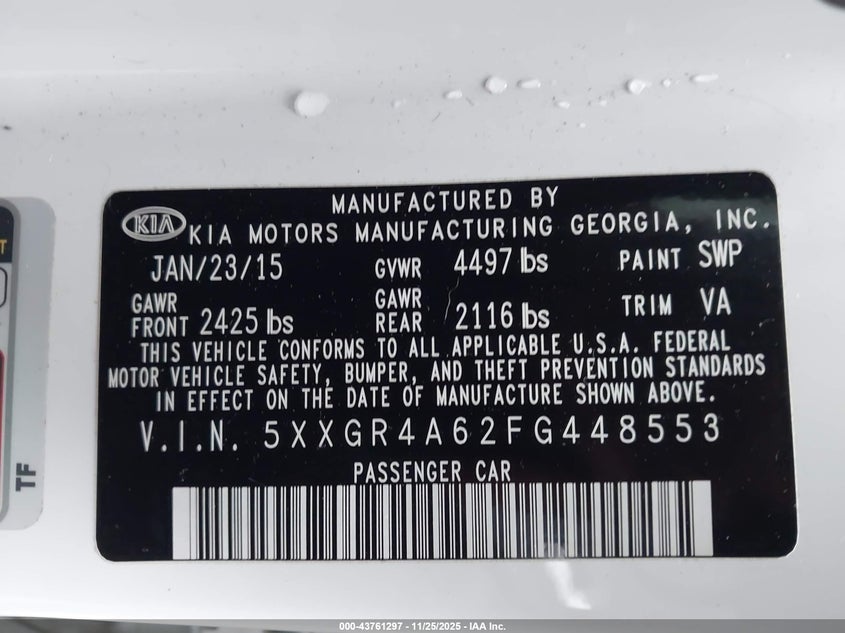 MANUFACTURED BY
KIA KIA MOTORS MANUFACTURING GEORGIA, INC.
JAN/23/15 GVWR 4497 lbs PAINT SWP
GAWR FRONT 2425 lbs GAWR REAR 2116 lbs TRIM VA
THIS VEHICLE CONFORMS TO ALL APPLICABLE U.S.A. FEDERAL
MOTOR VEHICLE SAFETY, BUMPER, AND THEFT PREVENTION STANDARDS
IN EFFECT ON THE DATE OF MANUFACTURE SHOWN ABOVE.
V.I.N. 5XXGR4A62FG448553
PASSENGER CAR
TF
000-43761297 - 11/25/2025 - IAA Inc.